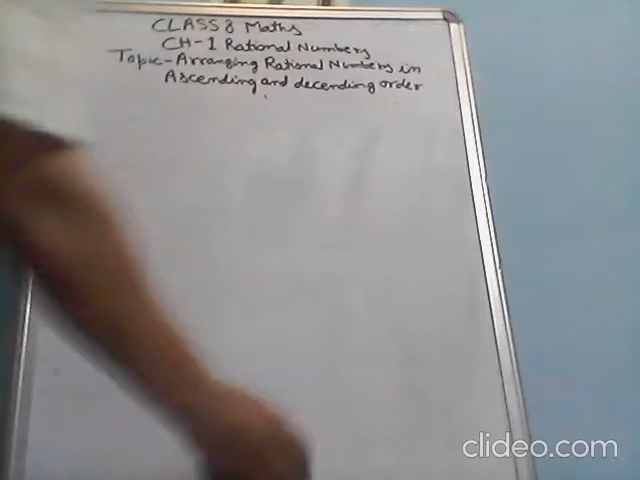 CLASS 8 Maths
CH-1 Rational Numbers
Topic-Arranging Rational Numbers in
Ascending and decending order
clideo.com